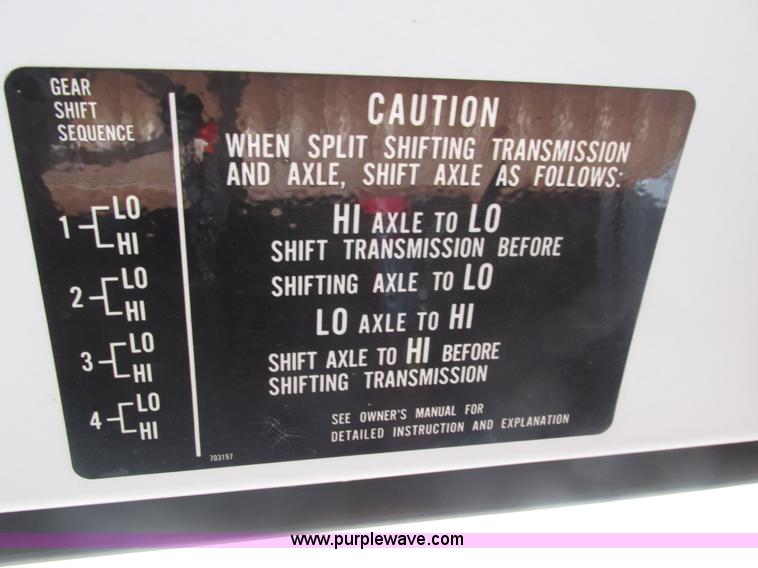 GEAR
SHIFT
SEQUENCE
1 LO
HI
2 LO
HI
3 LO
HI
4 LO
HI
CAUTION
WHEN SPLIT SHIFTING TRANSMISSION
AND AXLE, SHIFT AXLE AS FOLLOWS:
HI AXLE TO LO
SHIFT TRANSMISSION BEFORE
SHIFTING AXLE TO LO
LO AXLE TO HI
SHIFT AXLE TO HI BEFORE
SHIFTING TRANSMISSION
SEE OWNER'S MANUAL FOR
DETAILED INSTRUCTION AND EXPLANATION
703197
www.purplewave.com